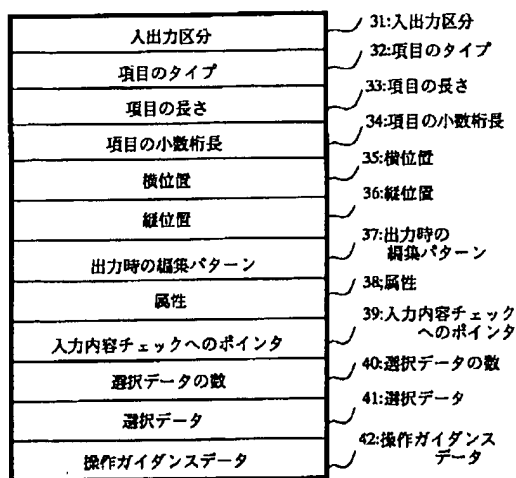 入出力区分
31:入出力区分
項目のタイプ
32:項目のタイプ
項目の長さ
33:項目の長さ
項目の小数桁長
34:項目の小数桁長
横位置
35:横位置
縦位置
36:縦位置
出力時の編集パターン
37:出力時の
編集パターン
属性
38;属性
入力内容チェックへのポインタ
39:入力内容チェック
へのポインタ
選択データの数
40:選択データの数
選択データ
41:選択データ
操作ガイダンスデータ
42:操作ガイダンス
データ